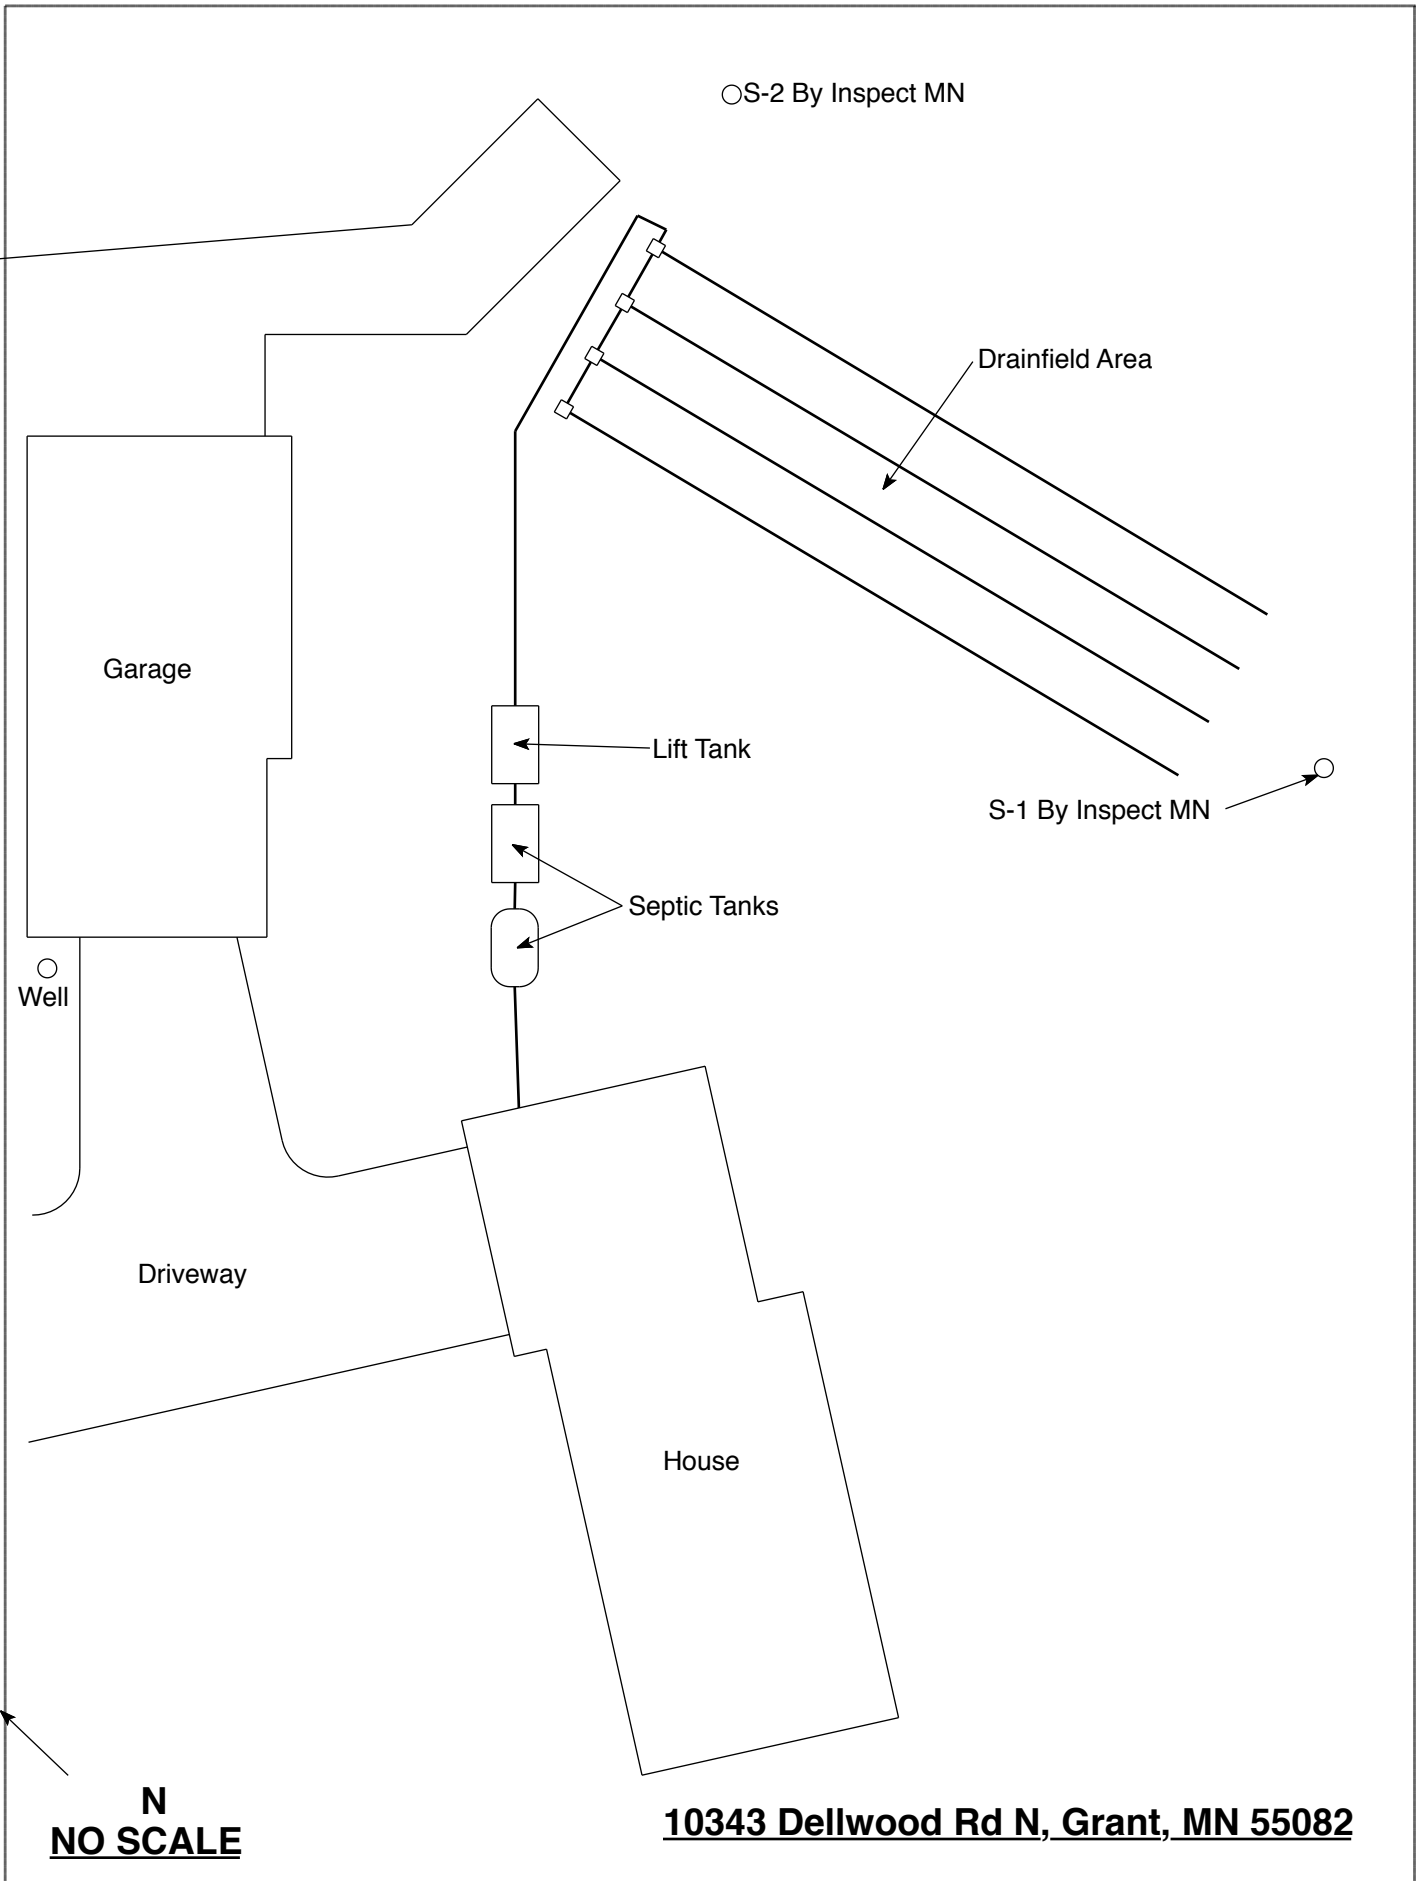 S-2 By Inspect MN
Drainfield Area
Garage
Lift Tank
S-1 By Inspect MN
Septic Tanks
Well
Driveway
House
N
NO SCALE
10343 Dellwood Rd N, Grant, MN 55082